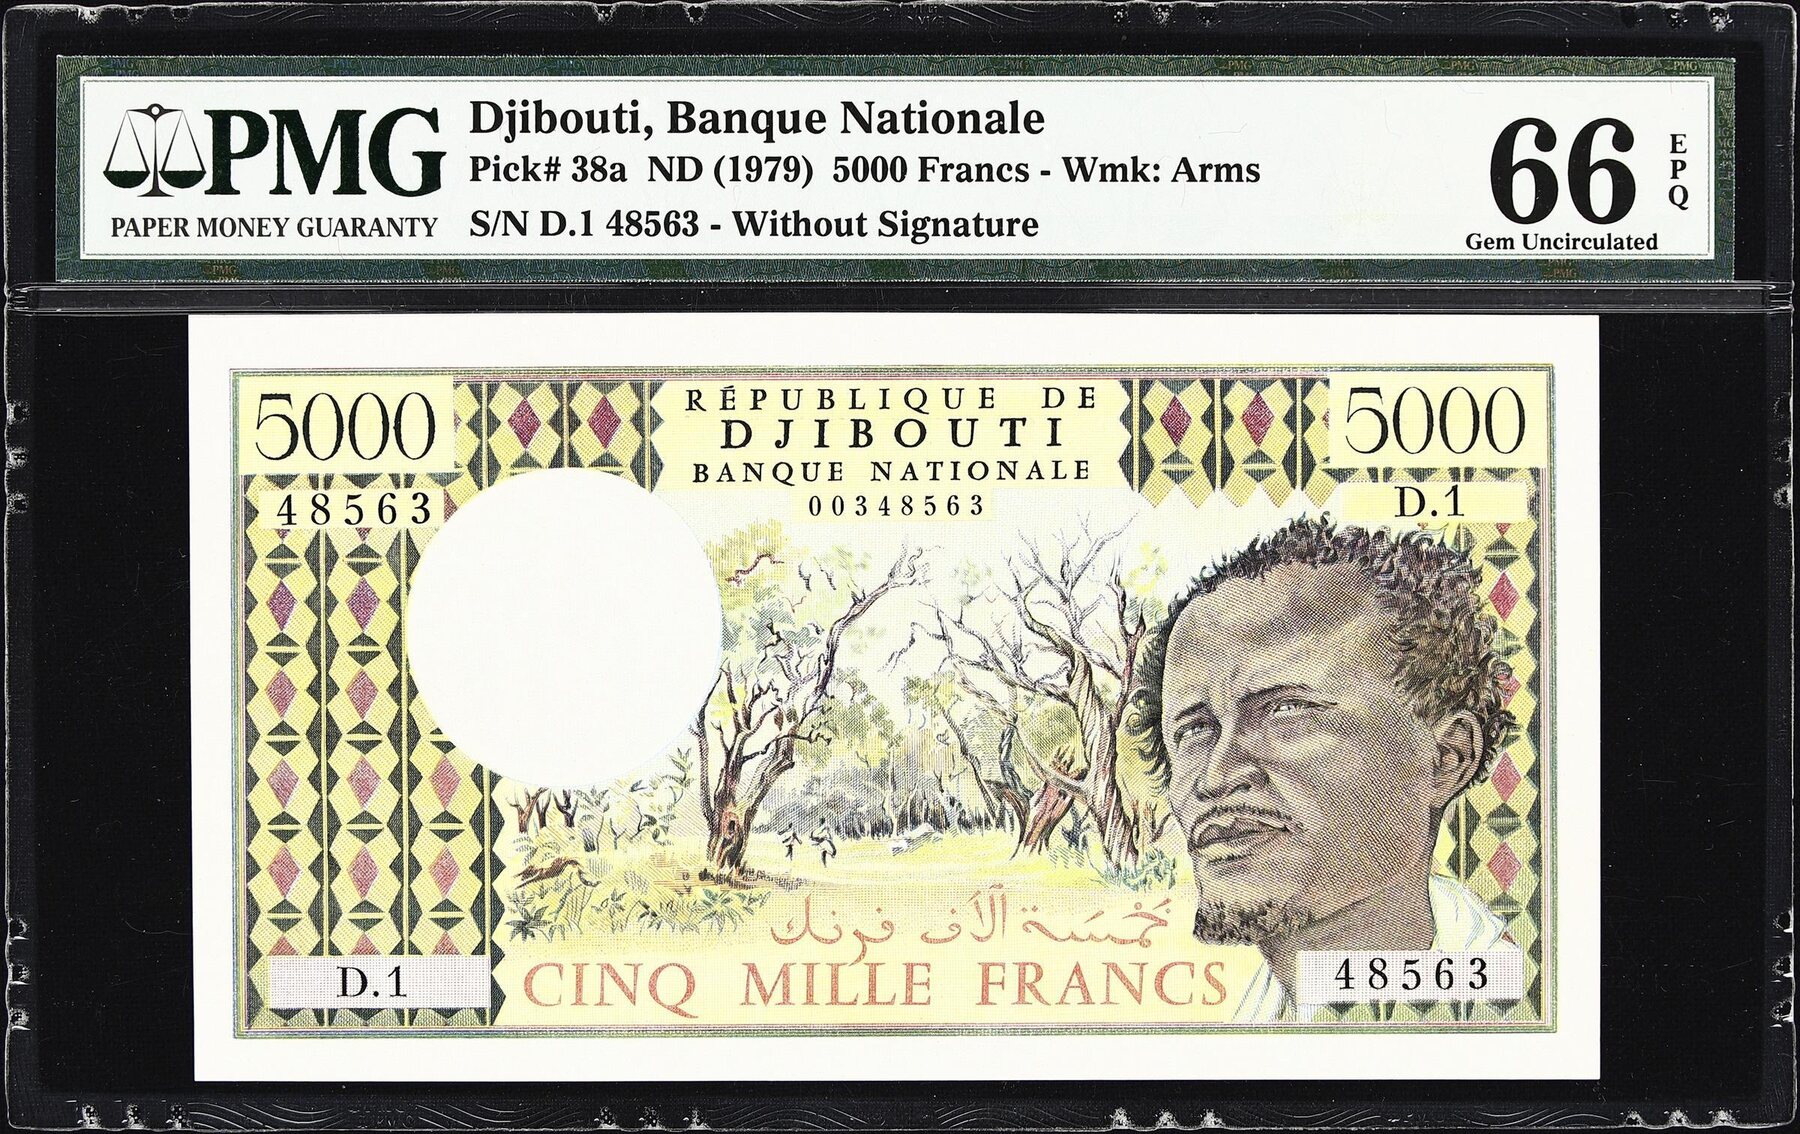 PMG
PAPER MONEY GUARANTY
Djibouti, Banque Nationale
Pick# 38a ND (1979) 5000 Francs - Wmk: Arms
S/N D.1 48563 - Without Signature
66
EPQ
Gem Uncirculated
5000
RÉPUBLIQUE DE
DJIBOUTI
BANQUE NATIONALE
00348563
5000
48563
D.1
خمسة آلاف فرنك
CINQ MILLE FRANCS
D.1
48563